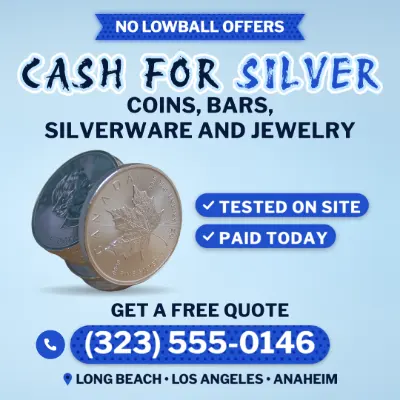 NO LOWBALL OFFERS
CASH FOR SILVER
COINS, BARS,
SILVERWARE AND JEWELRY
CANADA
TESTED ON SITE
PAID TODAY
GET A FREE QUOTE
(323) 555-0146
LONG BEACH • LOS ANGELES • ANAHEIM